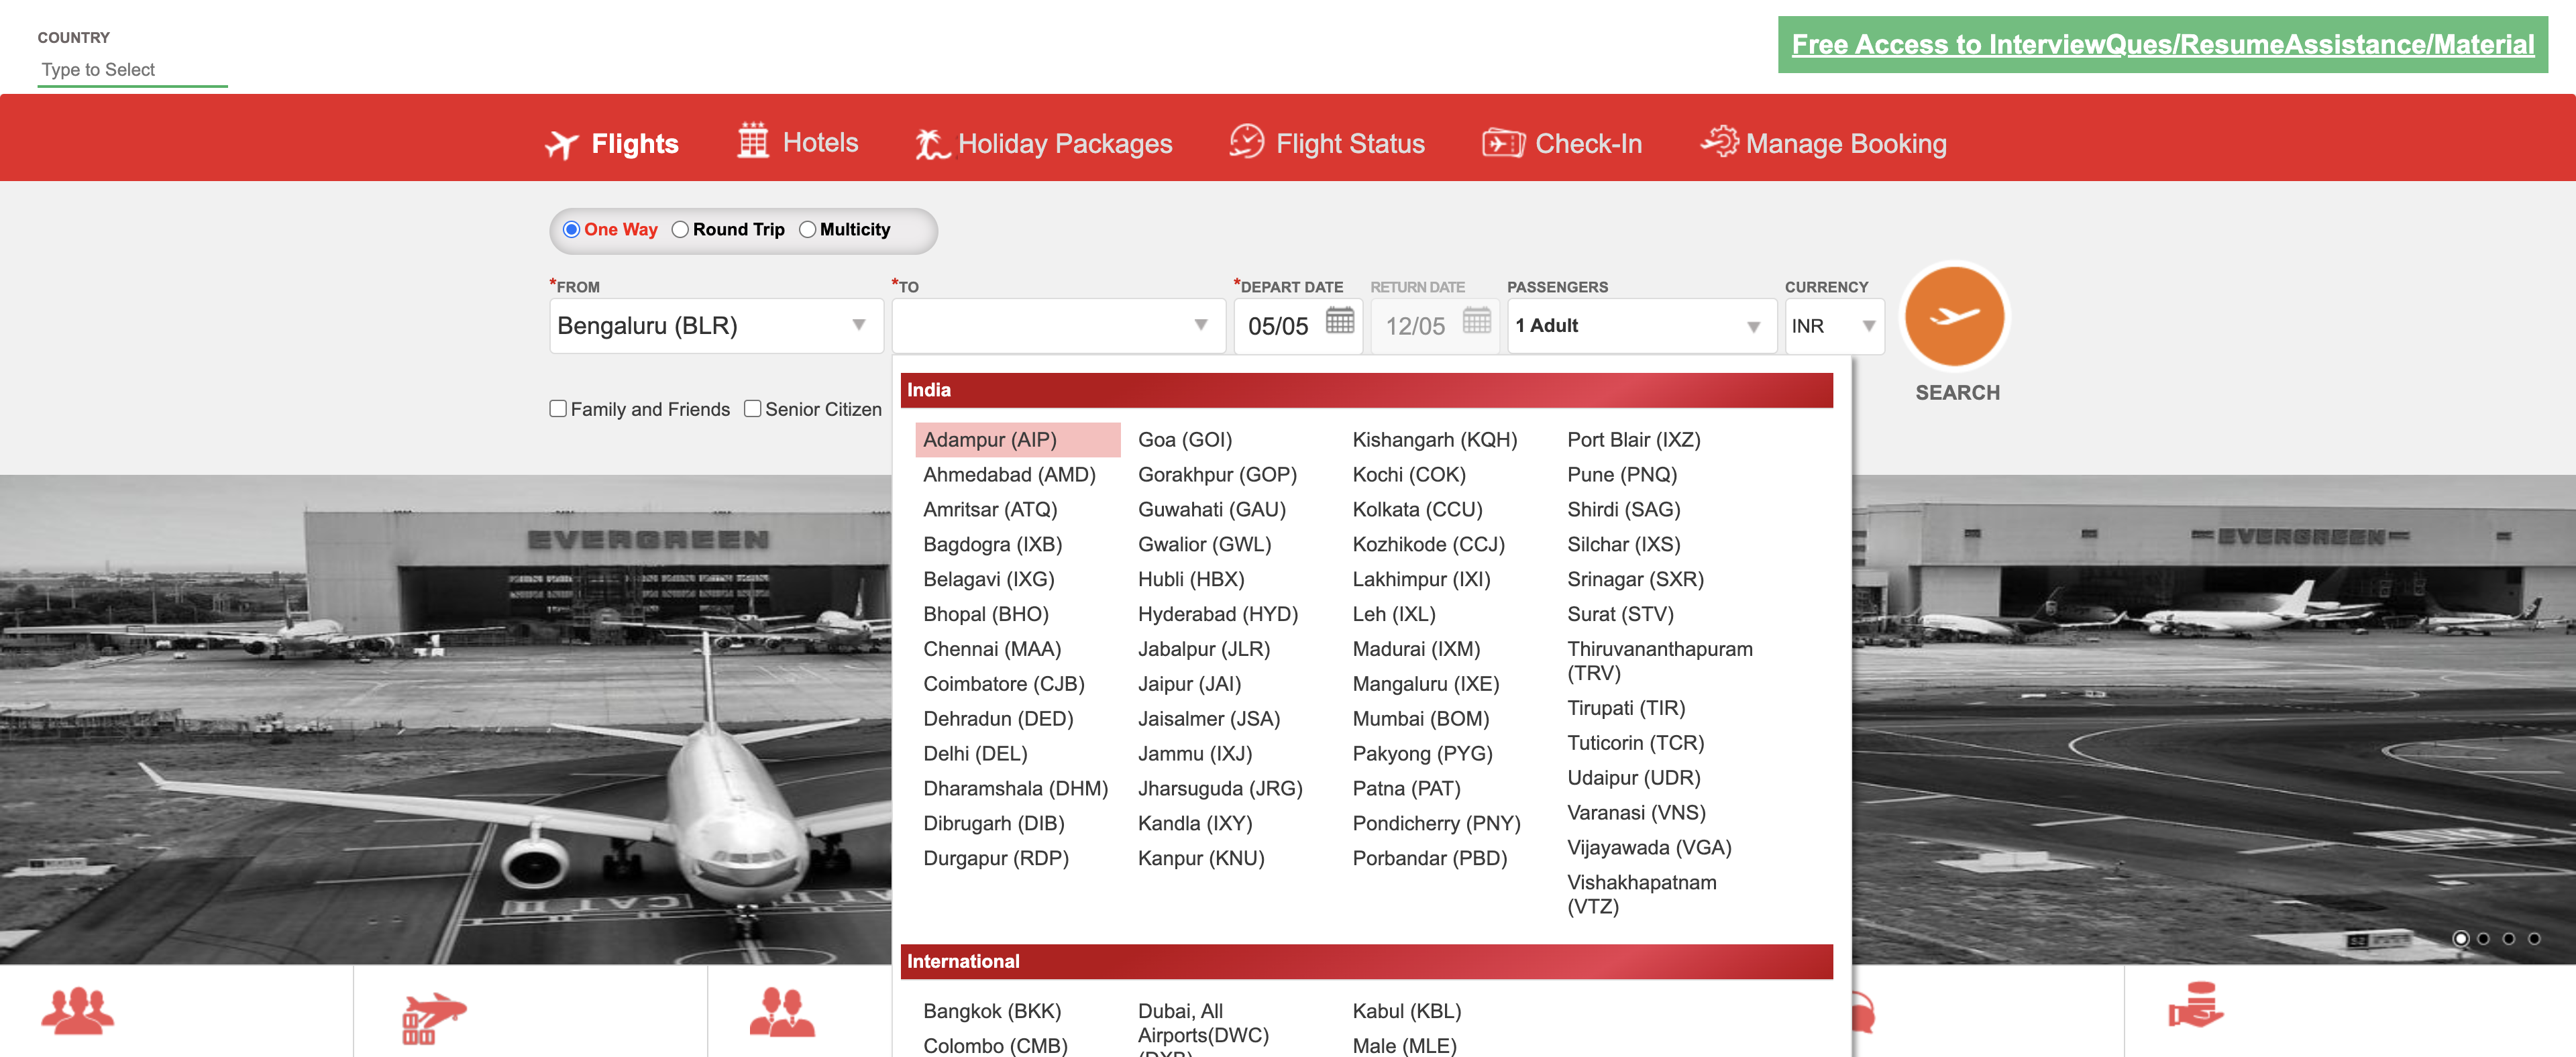 COUNTRY
Type to Select
Free Access to InterviewQues/ResumeAssistance/Material
Flights
Hotels
Holiday Packages
Flight Status
Check-In
Manage Booking
One Way
Round Trip
Multicity
*FROM
Bengaluru (BLR)
*TO
*DEPART DATE
05/05
RETURN DATE
12/05
PASSENGERS
1 Adult
CURRENCY
INR
SEARCH
Family and Friends
Senior Citizen
India
Adampur (AIP)
Ahmedabad (AMD)
Amritsar (ATQ)
Bagdogra (IXB)
Belagavi (IXG)
Bhopal (BHO)
Chennai (MAA)
Coimbatore (CJB)
Dehradun (DED)
Delhi (DEL)
Dharamshala (DHM)
Dibrugarh (DIB)
Durgapur (RDP)
Goa (GOI)
Gorakhpur (GOP)
Guwahati (GAU)
Gwalior (GWL)
Hubli (HBX)
Hyderabad (HYD)
Jabalpur (JLR)
Jaipur (JAI)
Jaisalmer (JSA)
Jammu (IXJ)
Jharsuguda (JRG)
Kandla (IXY)
Kanpur (KNU)
Kishangarh (KQH)
Kochi (COK)
Kolkata (CCU)
Kozhikode (CCJ)
Lakhimpur (IXI)
Leh (IXL)
Madurai (IXM)
Mangaluru (IXE)
Mumbai (BOM)
Pakyong (PYG)
Patna (PAT)
Pondicherry (PNY)
Porbandar (PBD)
Port Blair (IXZ)
Pune (PNQ)
Shirdi (SAG)
Silchar (IXS)
Srinagar (SXR)
Surat (STV)
Thiruvananthapuram
(TRV)
Tirupati (TIR)
Tuticorin (TCR)
Udaipur (UDR)
Varanasi (VNS)
Vijayawada (VGA)
Vishakhapatnam
(VTZ)
International
Bangkok (BKK)
Colombo (CMB)
Dubai, All
Airports(DWC)
(DXB)
Kabul (KBL)
Male (MLE)
EVERGREEN
EVERGREEN
CAT III